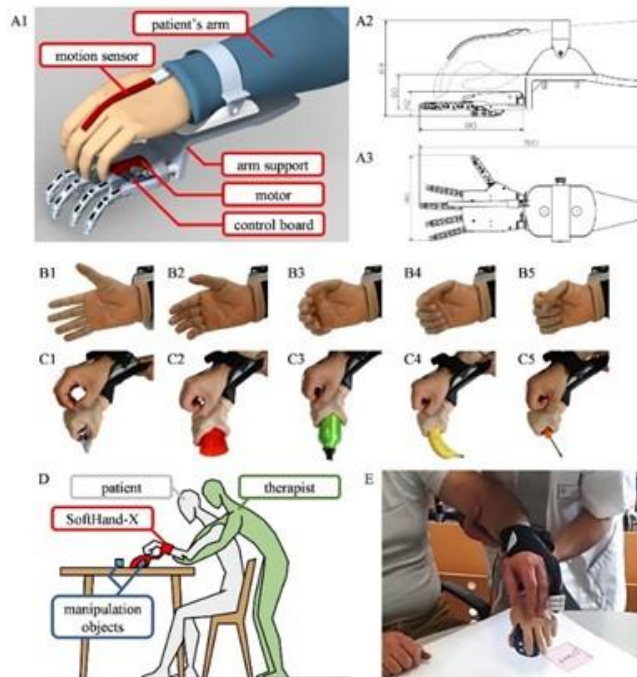 A1
patient's arm
motion sensor
arm support
motor
control board
A2
A3
B1
B2
B3
B4
B5
C1
C2
C3
C4
C5
D
patient
therapist
SoftHand-X
manipulation
objects
E